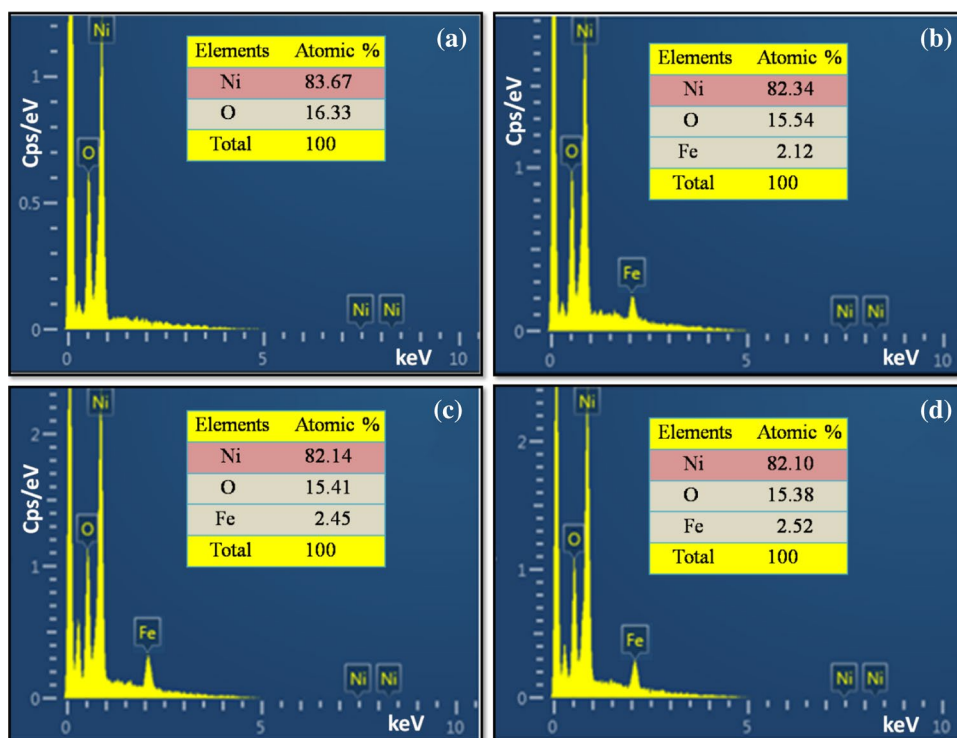 (a)
Ni
Elements Atomic %
Ni 83.67
O 16.33
Total 100
O
Cps/eV
1
0.5
0
Ni Ni
0 5 keV 10
(b)
Ni
Elements Atomic %
Ni 82.34
O 15.54
Fe 2.12
Total 100
O
Fe
1
0
Ni Ni
0 5 keV 10
(c)
Ni
Elements Atomic %
Ni 82.14
O 15.41
Fe 2.45
Total 100
O
Fe
Cps/eV
2
1
0
Ni Ni
0 5 keV 10
(d)
Ni
Elements Atomic %
Ni 82.10
O 15.38
Fe 2.52
Total 100
O
Fe
2
1
0
Ni Ni
0 5 keV 10